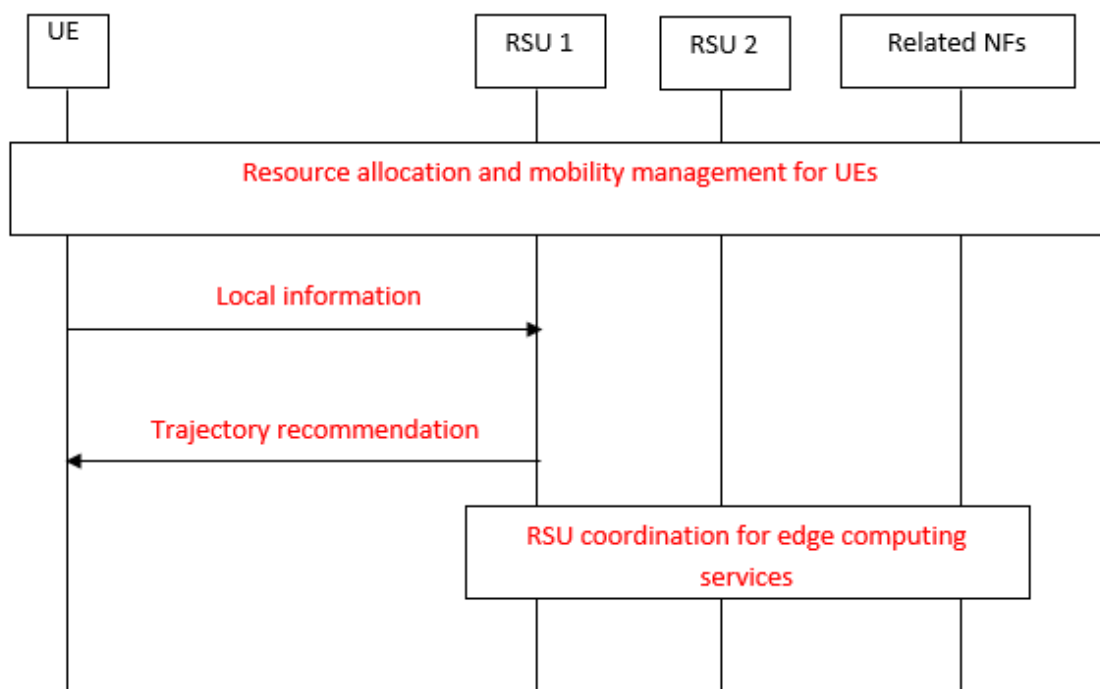 UE
RSU 1
RSU 2
Related NFs
Resource allocation and mobility management for UEs
Local information
Trajectory recommendation
RSU coordination for edge computing
services